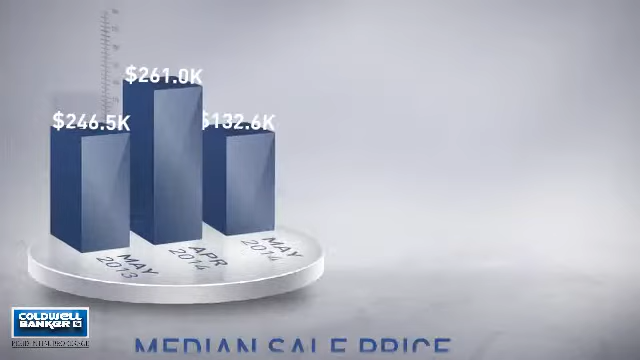 $261.0K
$246.5K
$132.6K
MAY
2013
APR
2014
MAY
2014
COLDWELL
BANKER
MEDIAN SALE PRICE